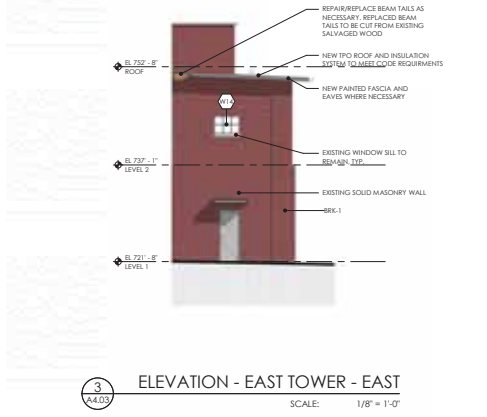 REPAIR/REPLACE BEAM TAILS AS
NECESSARY. REPLACED BEAM
TAILS TO BE CUT FROM EXISTING
SALVAGED WOOD
EL 752' - 8"
ROOF
NEW TPO ROOF AND INSULATION
SYSTEM TO MEET CODE REQUIRMENTS
NEW PAINTED FASCIA AND
EAVES WHERE NECESSARY
W14
EXISTING WINDOW SILL TO
REMAIN, TYP.
EL 737' - 1"
LEVEL 2
EXISTING SOLID MASONRY WALL
BRK-1
EL 721' - 8"
LEVEL 1
3
A4.03
ELEVATION - EAST TOWER - EAST
SCALE: 1/8" = 1'-0"